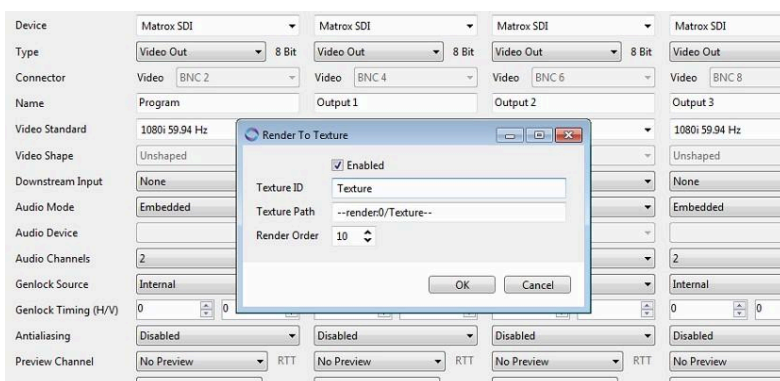 Device Matrox SDI Matrox SDI Matrox SDI Matrox SDI
Type Video Out 8 Bit Video Out 8 Bit Video Out 8 Bit Video Out
Connector Video BNC 2 Video BNC 4 Video BNC 6 Video BNC 8
Name Program Output 1 Output 2 Output 3
Video Standard 1080i 59.94 Hz 1080i 59.94 Hz
Render To Texture
Video Shape Unshaped Unshaped
Enabled
Downstream Input None None
Texture ID Texture
Audio Mode Embedded Embedded
Texture Path --render:0/Texture--
Audio Device
Render Order 10
Audio Channels 2 2
Genlock Source Internal Internal
OK Cancel
Genlock Timing (H/V) 0 0 0 0
Antialiasing Disabled Disabled Disabled Disabled
Preview Channel No Preview RTT No Preview RTT No Preview RTT No Preview